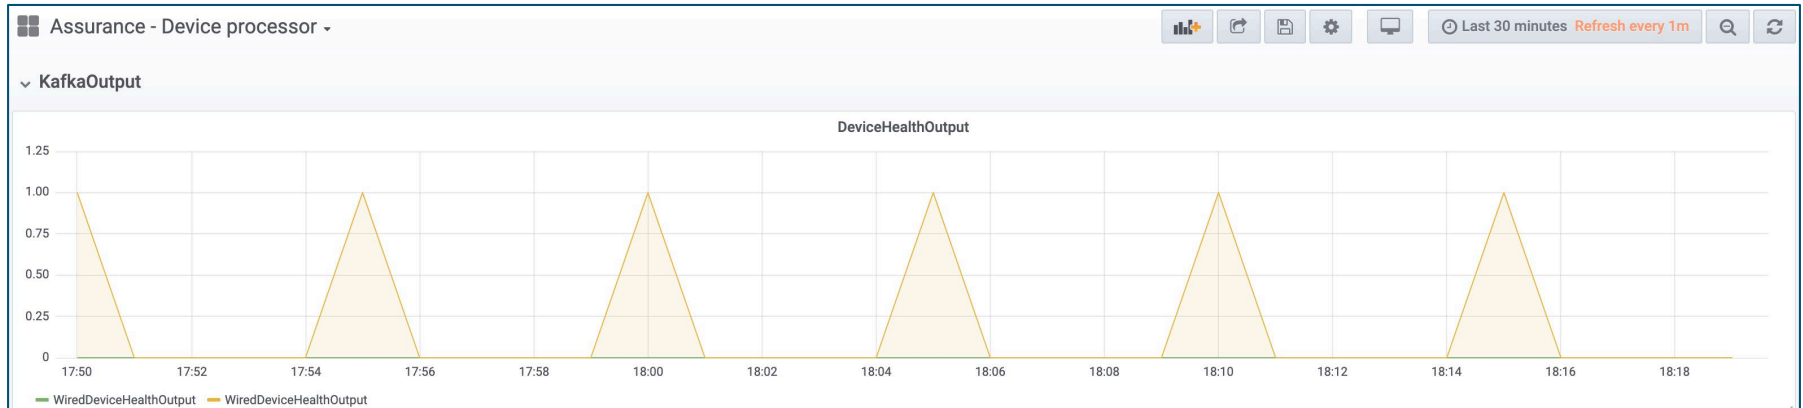 Assurance - Device processor
Last 30 minutes Refresh every 1m
KafkaOutput
DeviceHealthOutput
1.25
1.00
0.75
0.50
0.25
0
17:50 17:52 17:54 17:56 17:58 18:00 18:02 18:04 18:06 18:08 18:10 18:12 18:14 18:16 18:18
WiredDeviceHealthOutput WiredDeviceHealthOutput